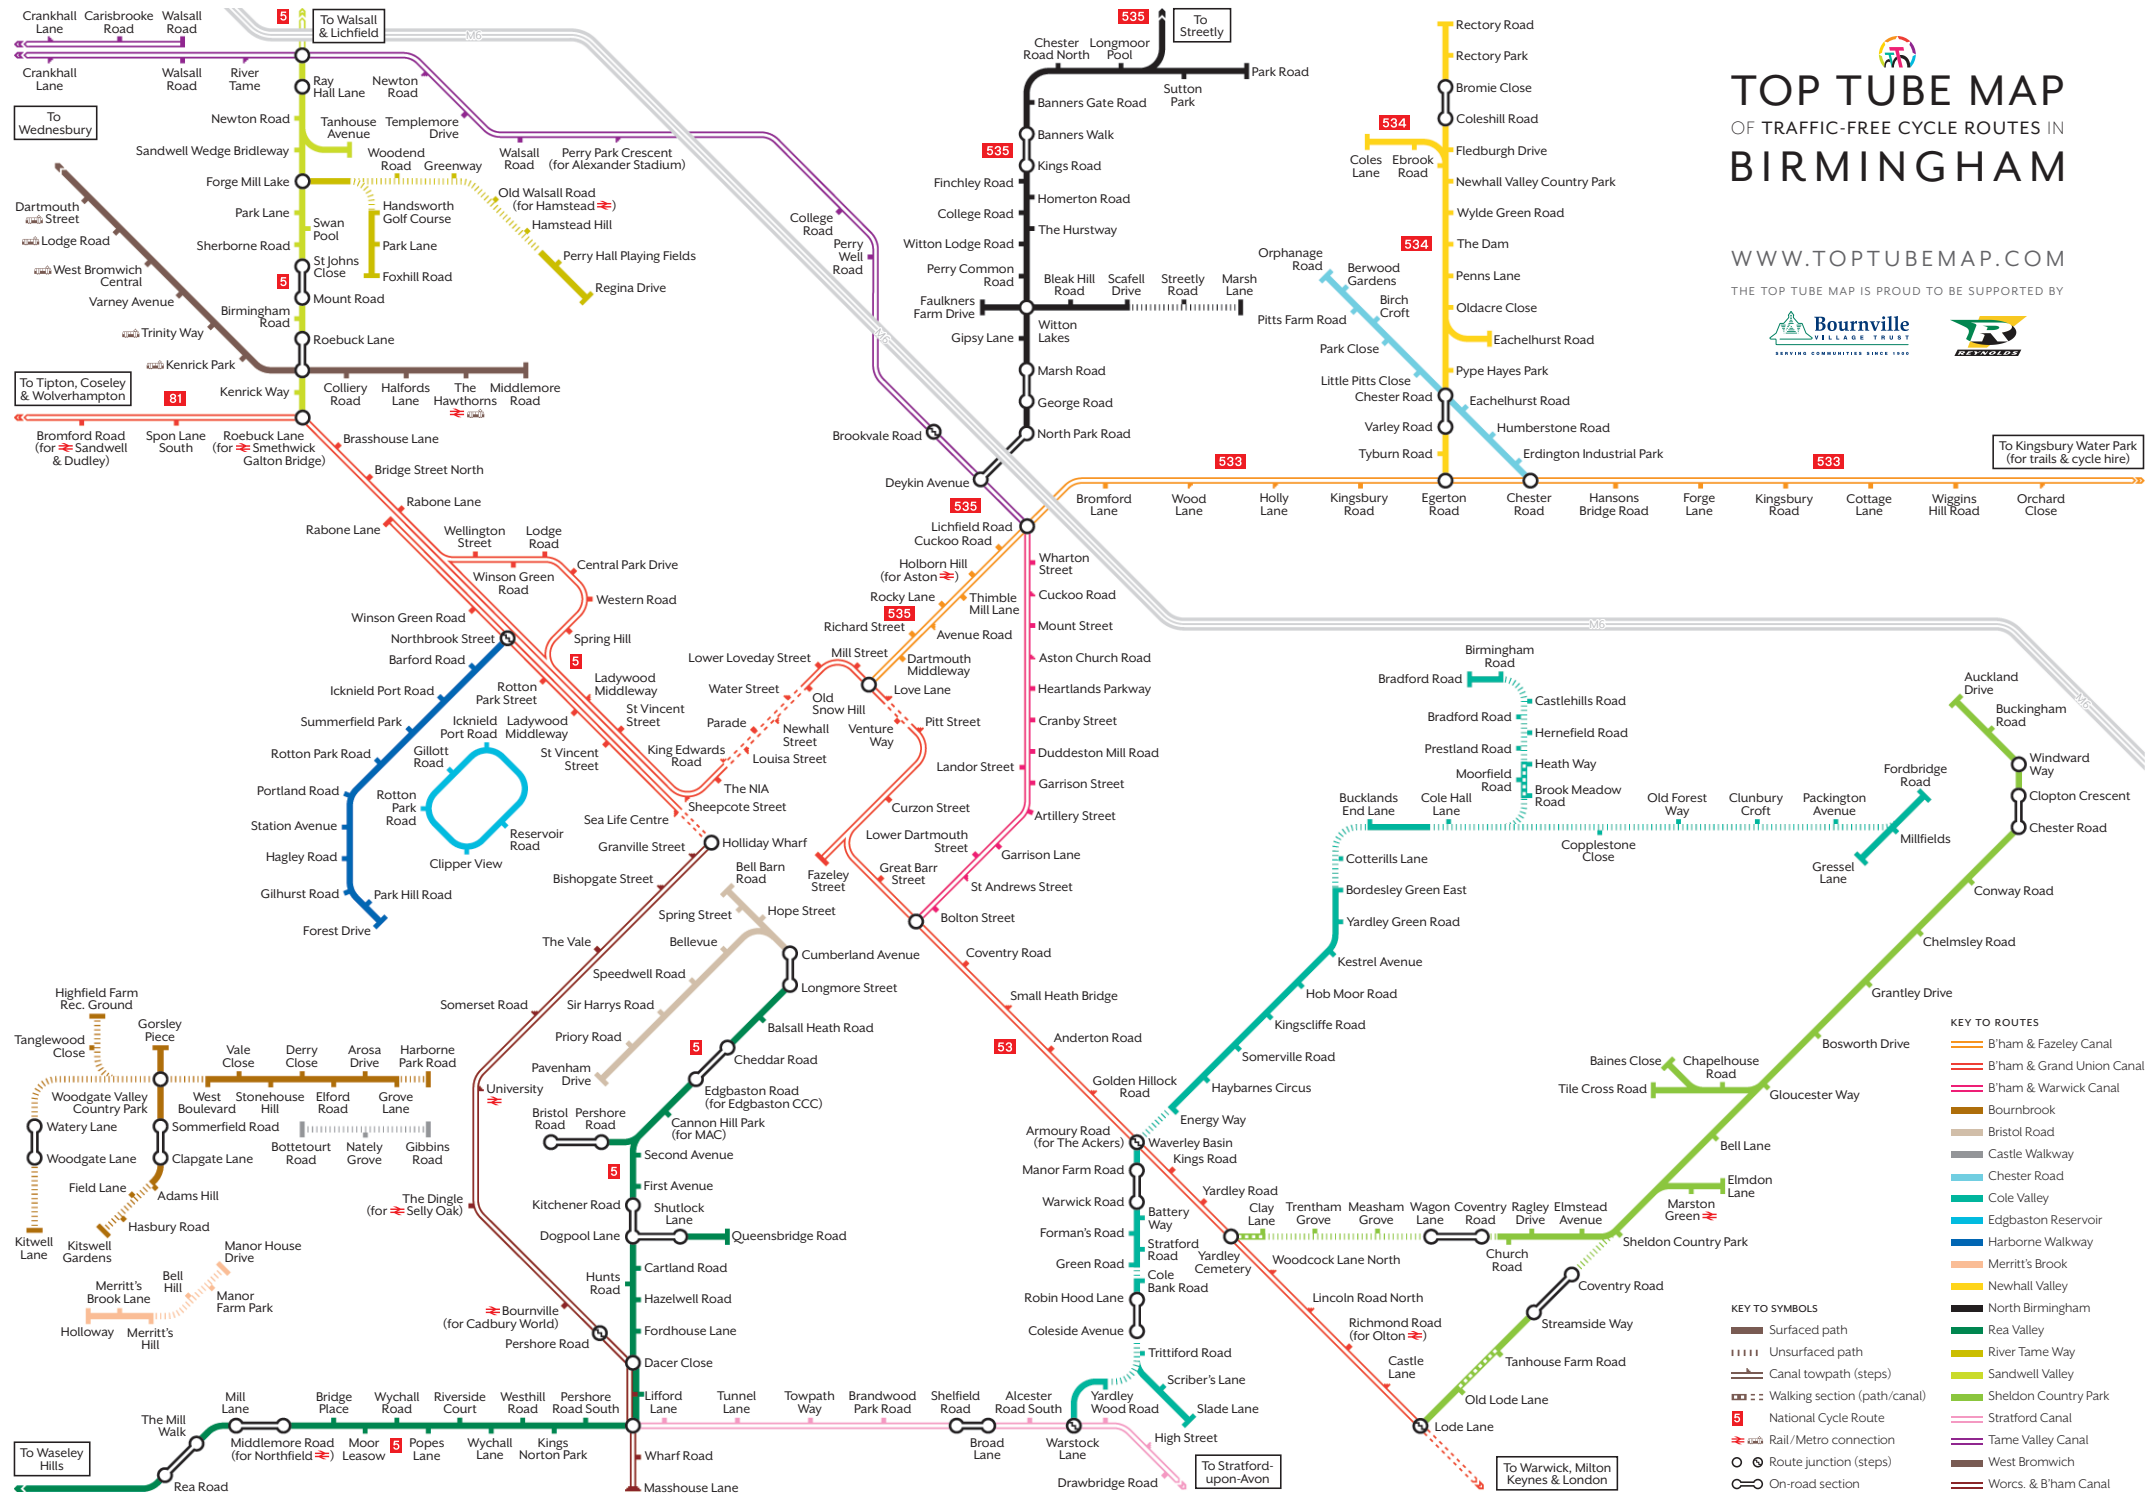 Crankhall
Lane
Carisbrooke
Road
Walsall
Road
5
To Walsall
& Lichfield
M6
535
To
Streetly
Chester
Road North
Longmoor
Pool
Park Road
Sutton
Park
Crankhall
Lane
Walsall
Road
River
Tame
Ray
Hall Lane
Newton
Road
To
Wednesbury
Newton Road
Tanhouse
Avenue
Templemore
Drive
Sandwell Wedge Bridleway
Woodend
Road
Greenway
Walsall
Road
Perry Park Crescent
(for Alexander Stadium)
Forge Mill Lake
Old Walsall Road
(for Hamstead)
Handsworth
Golf Course
Hamstead Hill
Park Lane
Swan
Pool
Park Lane
Sherborne Road
Perry Hall Playing Fields
St Johns
Close
Foxhill Road
Regina Drive
5
Mount Road
Birmingham
Road
Roebuck Lane
Dartmouth
Street
Lodge Road
West Bromwich
Central
Varney Avenue
Trinity Way
Kenrick Park
Kenrick Way
Colliery
Road
Halfords
Lane
The
Hawthorns
Middlemore
Road
To Tipton, Coseley
& Wolverhampton
81
Bromford Road
(for Sandwell
& Dudley)
Spon Lane
South
Roebuck Lane
(for Smethwick
Galton Bridge)
Brasshouse Lane
Bridge Street North
Rabone Lane
Rabone Lane
College
Road
Perry
Well
Road
M6
Brookvale Road
Deykin Avenue
535
Banners Gate Road
Banners Walk
535
Kings Road
Finchley Road
Homerton Road
College Road
The Hurstway
Witton Lodge Road
Perry Common
Road
Bleak Hill
Road
Scafell
Drive
Streetly
Road
Marsh
Lane
Faulkners
Farm Drive
Witton
Lakes
Gipsy Lane
Marsh Road
George Road
North Park Road
Rectory Road
Rectory Park
Bromie Close
Coleshill Road
534
Coles
Lane
Ebrook
Road
Fledburgh Drive
Newhall Valley Country Park
Wylde Green Road
534
The Dam
Penns Lane
Oldacre Close
Eachelhurst Road
Pype Hayes Park
Orphanage
Road
Berwood
Gardens
Birch
Croft
Pitts Farm Road
Park Close
Little Pitts Close
Chester Road
Eachelhurst Road
Varley Road
Humberstone Road
Tyburn Road
Erdington Industrial Park
TOP TUBE MAP
OF TRAFFIC-FREE CYCLE ROUTES IN
BIRMINGHAM
WWW.TOPTUBEMAP.COM
THE TOP TUBE MAP IS PROUD TO BE SUPPORTED BY
Bournville
VILLAGE TRUST
SERVING COMMUNITIES SINCE 1900
REYNOLDS
To Kingsbury Water Park
(for trails & cycle hire)
533
533
Bromford
Lane
Wood
Lane
Holly
Lane
Kingsbury
Road
Egerton
Road
Chester
Road
Hansons
Bridge Road
Forge
Lane
Kingsbury
Road
Cottage
Lane
Wiggins
Hill Road
Orchard
Close
Lichfield Road
Cuckoo Road
Holborn Hill
(for Aston)
Rocky Lane
Thimble
Mill Lane
535
Richard Street
Avenue Road
Dartmouth
Middleway
Wellington
Street
Lodge
Road
Winson Green
Road
Central Park Drive
Western Road
Spring Hill
5
Winson Green Road
Northbrook Street
Barford Road
Icknield Port Road
Summerfield Park
Rotton Park Road
Portland Road
Station Avenue
Hagley Road
Gilhurst Road
Park Hill Road
Forest Drive
Icknield
Port Road
Gillott
Road
Rotton
Park
Road
Reservoir
Road
Clipper View
Rotton
Park Street
Ladywood
Middleway
St Vincent
Street
Ladywood
Middleway
St Vincent
Street
King Edwards
Road
The NIA
Sheepcote Street
Sea Life Centre
Holliday Wharf
Lower Loveday Street
Mill Street
Water Street
Old
Snow Hill
Parade
Newhall
Street
Louisa Street
Love Lane
Venture
Way
Pitt Street
Curzon Street
Fazeley
Street
Lower Dartmouth
Street
Great Barr
Street
Wharton
Street
Cuckoo Road
Mount Street
Aston Church Road
Heartlands Parkway
Cranby Street
Duddeston Mill Road
Landor Street
Garrison Street
Artillery Street
Garrison Lane
St Andrews Street
Bolton Street
Coventry Road
Small Heath Bridge
53
Anderton Road
Golden Hillock
Road
Armoury Road
(for The Ackers)
Waverley Basin
Kings Road
Yardley Road
Yardley
Cemetery
Woodcock Lane North
Lincoln Road North
Richmond Road
(for Olton)
Castle
Lane
Lode Lane
To Warwick, Milton
Keynes & London
M6
M6
Birmingham
Road
Bradford Road
Castlehills Road
Bradford Road
Hernefield Road
Prestland Road
Heath Way
Moorfield
Road
Brook Meadow
Road
Bucklands
End Lane
Cole Hall
Lane
Copplestone
Close
Old Forest
Way
Clunbury
Croft
Packington
Avenue
Fordbridge
Road
Millfields
Gressel
Lane
Cotterills Lane
Bordesley Green East
Yardley Green Road
Kestrel Avenue
Hob Moor Road
Kingscliffe Road
Somerville Road
Haybarnes Circus
Energy Way
Manor Farm Road
Warwick Road
Battery
Way
Forman's Road
Stratford
Road
Green Road
Cole
Bank Road
Robin Hood Lane
Coleside Avenue
Trittiford Road
Scriber's Lane
Slade Lane
Yardley
Wood Road
Auckland
Drive
Buckingham
Road
Windward
Way
Clopton Crescent
Chester Road
Conway Road
Chelmsley Road
Grantley Drive
Bosworth Drive
Baines Close
Chapelhouse
Road
Tile Cross Road
Gloucester Way
Bell Lane
Elmdon
Lane
Marston
Green
Sheldon Country Park
Clay
Lane
Trentham
Grove
Measham
Grove
Wagon
Lane
Coventry
Road
Ragley
Drive
Elmstead
Avenue
Church
Road
Coventry Road
Streamside Way
Tanhouse Farm Road
Old Lode Lane
Granville Street
Bishopgate Street
The Vale
Somerset Road
University
The Dingle
(for Selly Oak)
Bournville
(for Cadbury World)
Pershore Road
Dacer Close
Bell Barn
Road
Spring Street
Hope Street
Bellevue
Speedwell Road
Sir Harrys Road
Priory Road
Pavenham
Drive
Cumberland Avenue
Longmore Street
Balsall Heath Road
5
Cheddar Road
Edgbaston Road
(for Edgbaston CCC)
Cannon Hill Park
(for MAC)
Bristol
Road
Pershore
Road
Second Avenue
5
First Avenue
Kitchener Road
Shutlock
Lane
Dogpool Lane
Queensbridge Road
Cartland Road
Hunts
Road
Hazelwell Road
Fordhouse Lane
Lifford
Lane
Wharf Road
Masshouse Lane
Highfield Farm
Rec. Ground
Tanglewood
Close
Gorsley
Piece
Vale
Close
Derry
Close
Arosa
Drive
Harborne
Park Road
Woodgate Valley
Country Park
West
Boulevard
Stonehouse
Hill
Elford
Road
Grove
Lane
Watery Lane
Sommerfield Road
Bottetourt
Road
Nately
Grove
Gibbins
Road
Woodgate Lane
Clapgate Lane
Field Lane
Adams Hill
Hasbury Road
Kitwell
Lane
Kitswell
Gardens
Manor House
Drive
Bell
Hill
Manor
Farm Park
Merritt's
Brook Lane
Holloway
Merritt's
Hill
To Waseley
Hills
The Mill
Walk
Rea Road
Mill
Lane
Middlemore Road
(for Northfield)
Bridge
Place
Moor
Leasow
Wychall
Road
5
Popes
Lane
Riverside
Court
Wychall
Lane
Westhill
Road
Kings
Norton Park
Pershore
Road South
Tunnel
Lane
Towpath
Way
Brandwood
Park Road
Shelfield
Road
Broad
Lane
Alcester
Road South
Warstock
Lane
High Street
Drawbridge Road
To Stratford-
upon-Avon
KEY TO SYMBOLS
Surfaced path
Unsurfaced path
Canal towpath (steps)
Walking section (path/canal)
5
National Cycle Route
Rail/Metro connection
Route junction (steps)
On-road section
KEY TO ROUTES
B'ham & Fazeley Canal
B'ham & Grand Union Canal
B'ham & Warwick Canal
Bournbrook
Bristol Road
Castle Walkway
Chester Road
Cole Valley
Edgbaston Reservoir
Harborne Walkway
Merritt's Brook
Newhall Valley
North Birmingham
Rea Valley
River Tame Way
Sandwell Valley
Sheldon Country Park
Stratford Canal
Tame Valley Canal
West Bromwich
Worcs. & B'ham Canal